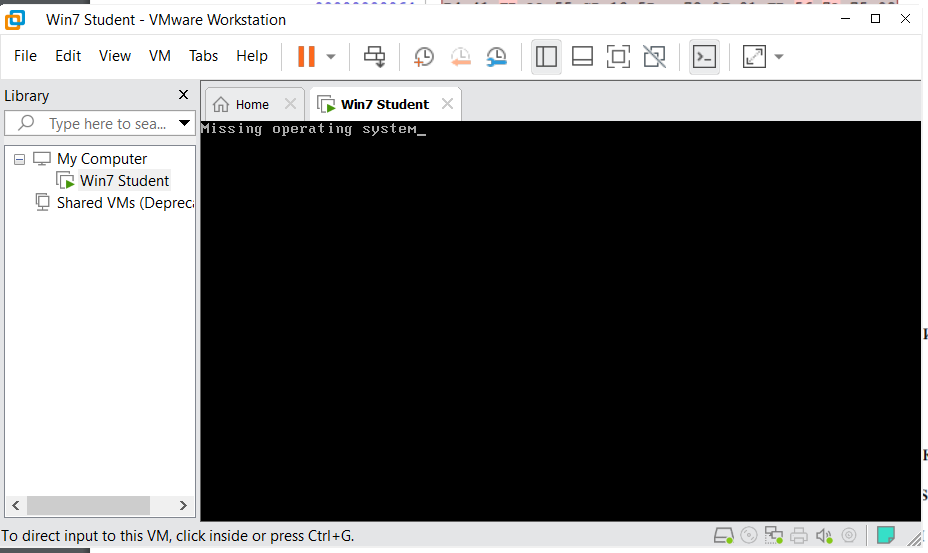 Win7 Student - VMware Workstation
File Edit View VM Tabs Help
Library
Home
Win7 Student
Type here to sea...
Missing operating system_
My Computer
Win7 Student
Shared VMs (Depreca
To direct input to this VM, click inside or press Ctrl+G.